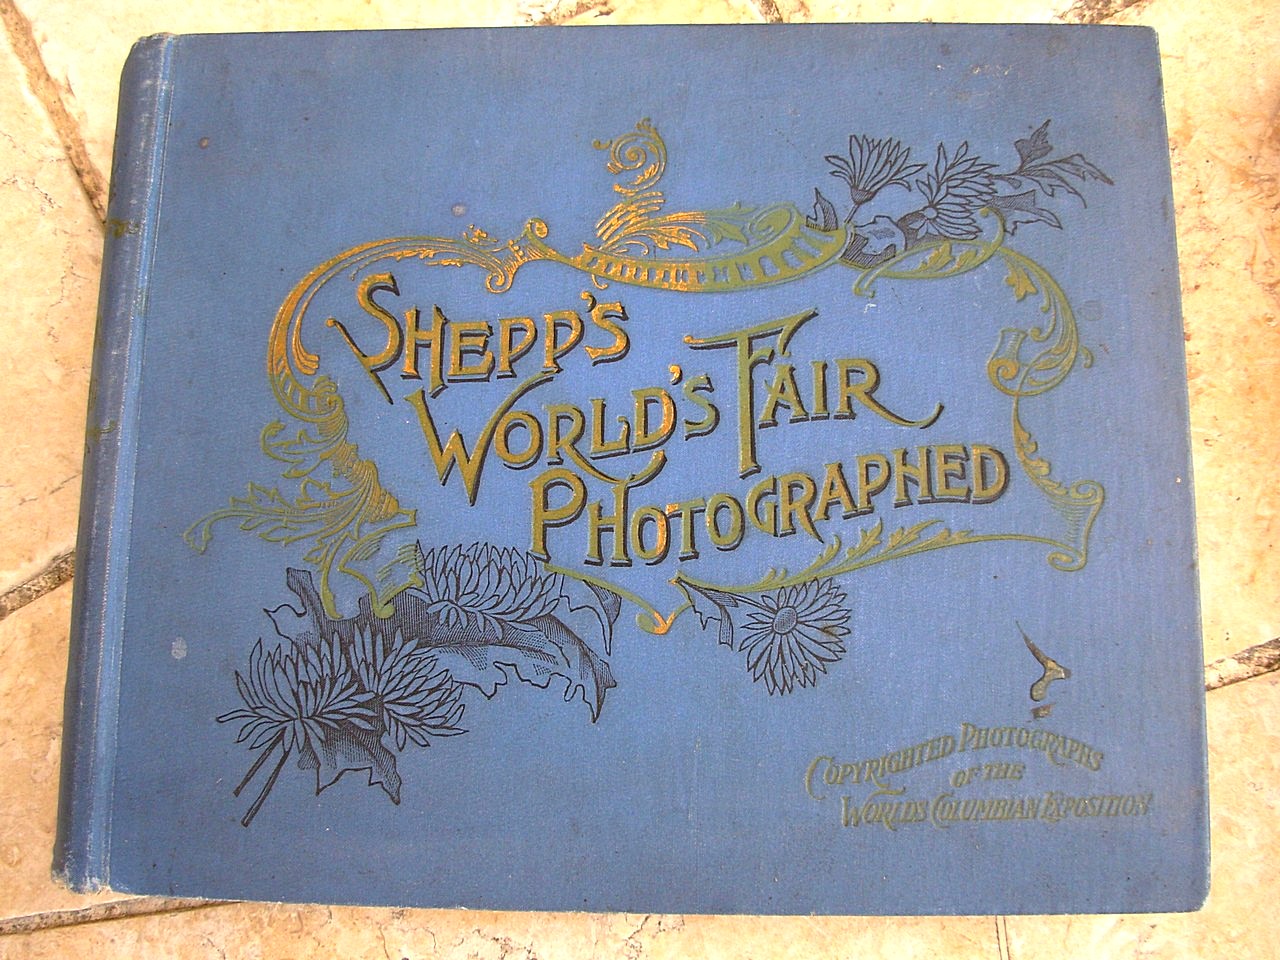 SHEPP'S
WORLD'S FAIR
PHOTOGRAPHED
COPYRIGHTED PHOTOGRAPHS
OF THE
WORLDS COLUMBIAN EXPOSITION